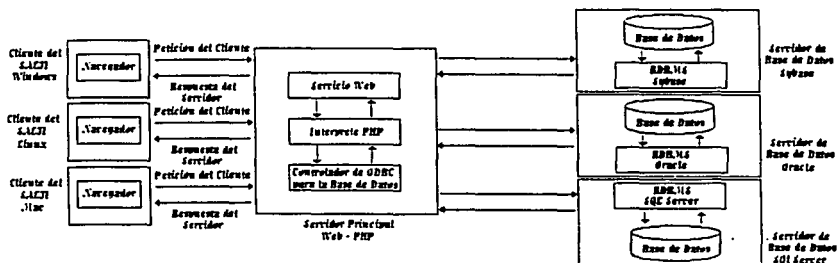 Cliente del
SACJI
Windows
Navegador
Petición del Cliente
Respuesta del
Servidor
Cliente del
SACJI
Linux
Navegador
Petición del Cliente
Respuesta del
Servidor
Cliente del
SACJI
Mac
Navegador
Petición del Cliente
Respuesta del
Servidor
Servicio Web
Interprete PHP
Controlador de ODBC
para la Base de Datos
Servidor Principal
Web - PHP
Base de Datos
RDBMS
Sybase
Servidor de
Base de Datos
Sybase
Base de Datos
RDBMS
Oracle
Servidor de
Base de Datos
Oracle
RDBMS
SQL Server
Base de Datos
Servidor de
Base de Datos
SQL Server